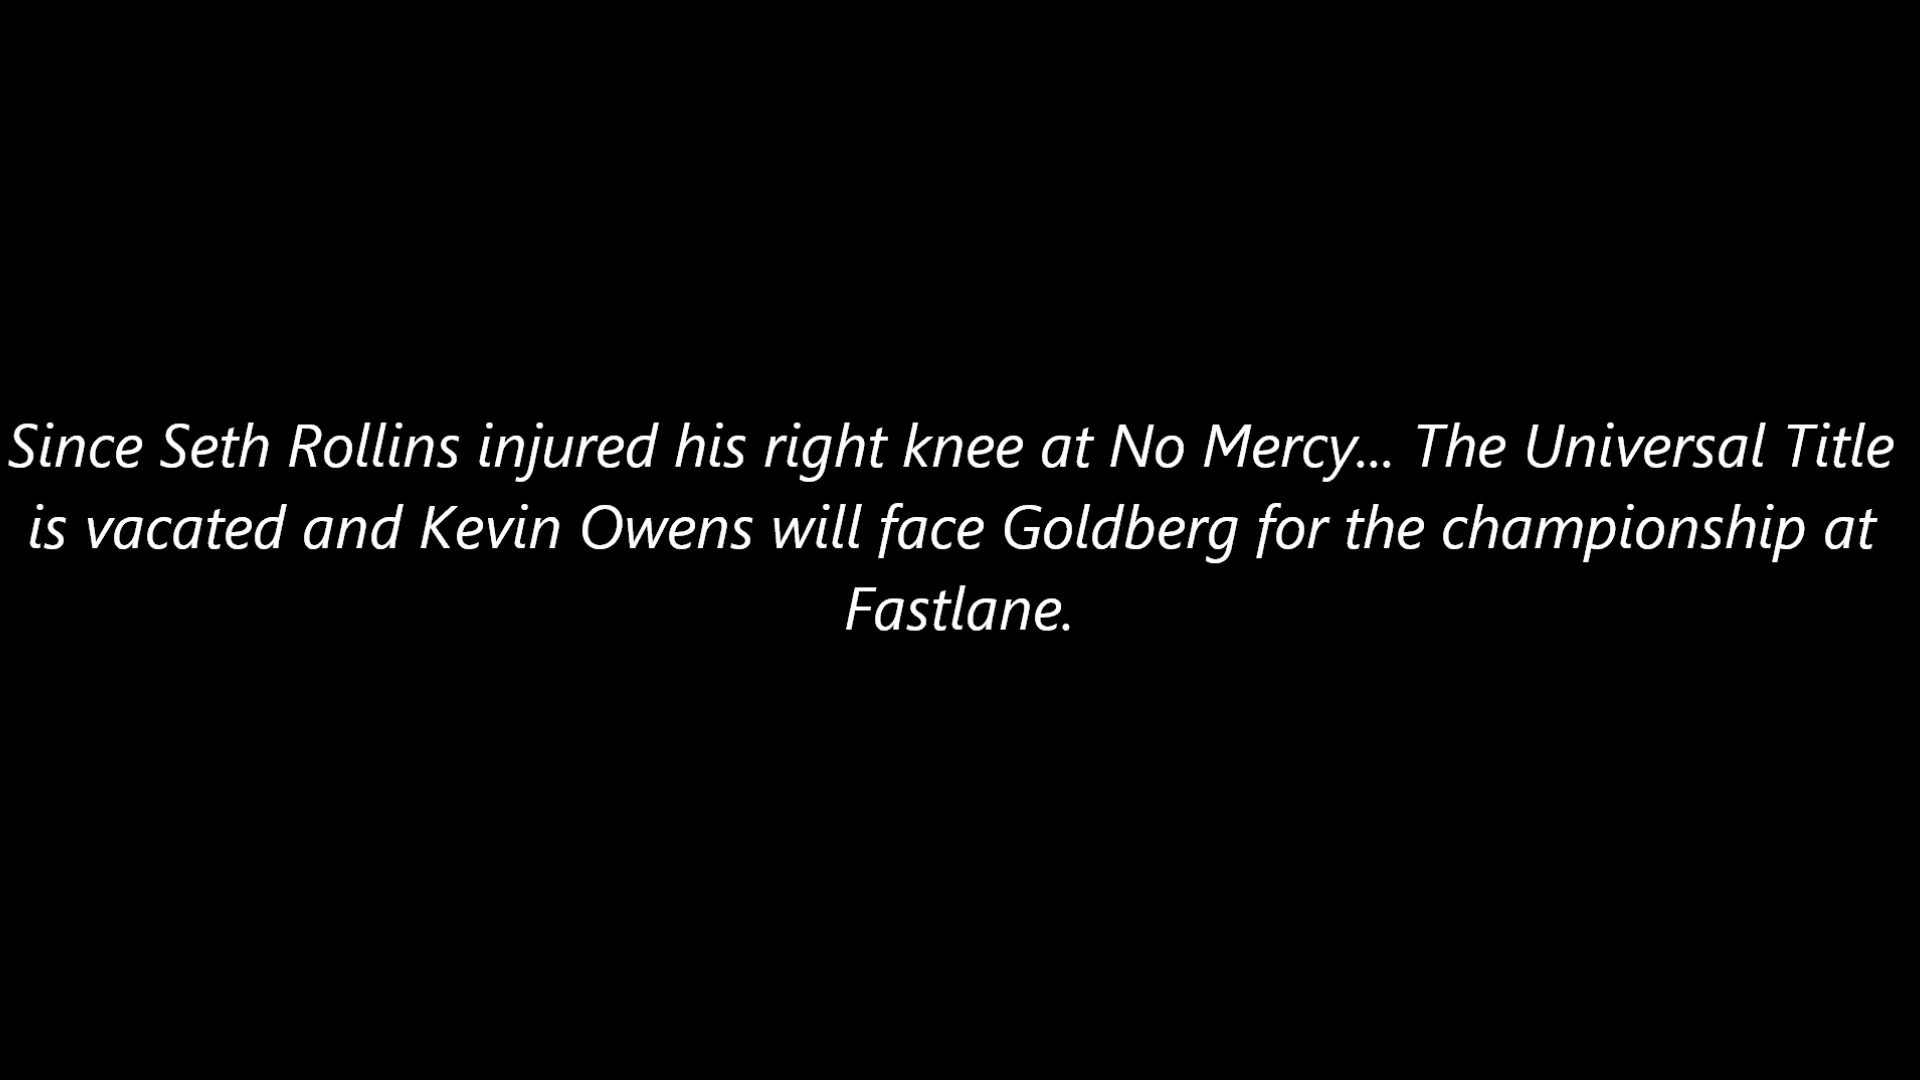 Since Seth Rollins injured his right knee at No Mercy... The Universal Title
is vacated and Kevin Owens will face Goldberg for the championship at
Fastlane.